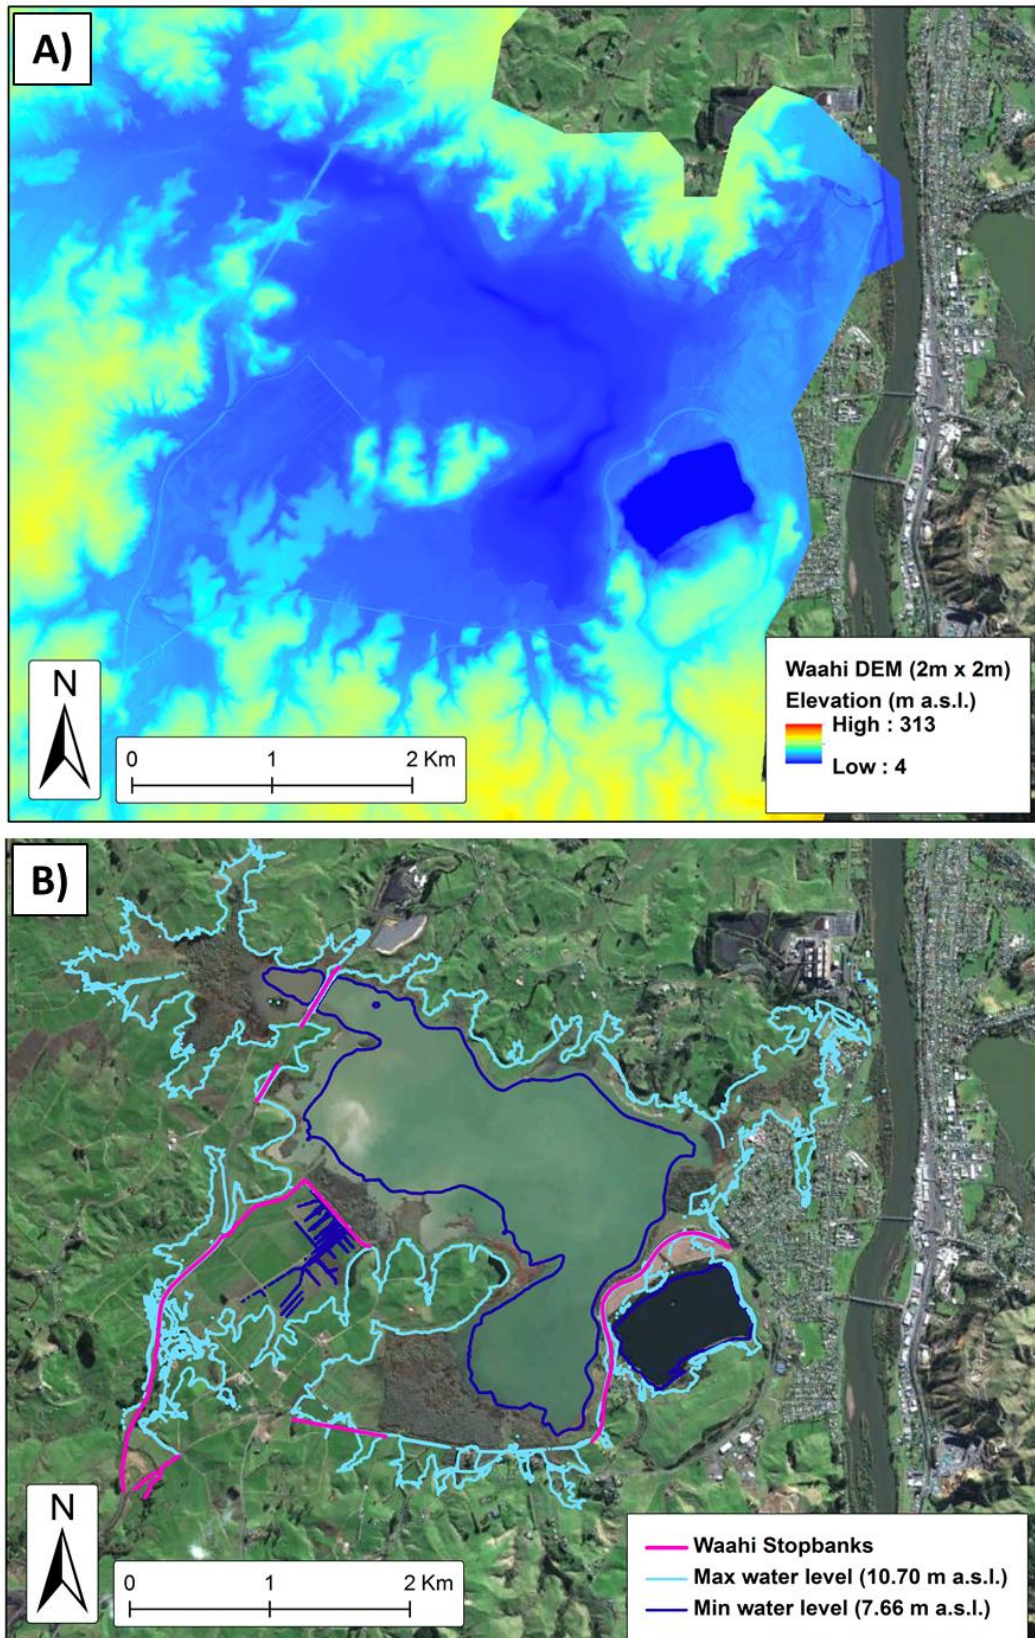 A)
Waahi DEM (2m x 2m)
Elevation (m a.s.l.)
High : 313
Low : 4
N
0 1 2 Km
B)
N
0 1 2 Km
Waahi Stopbanks
Max water level (10.70 m a.s.l.)
Min water level (7.66 m a.s.l.)